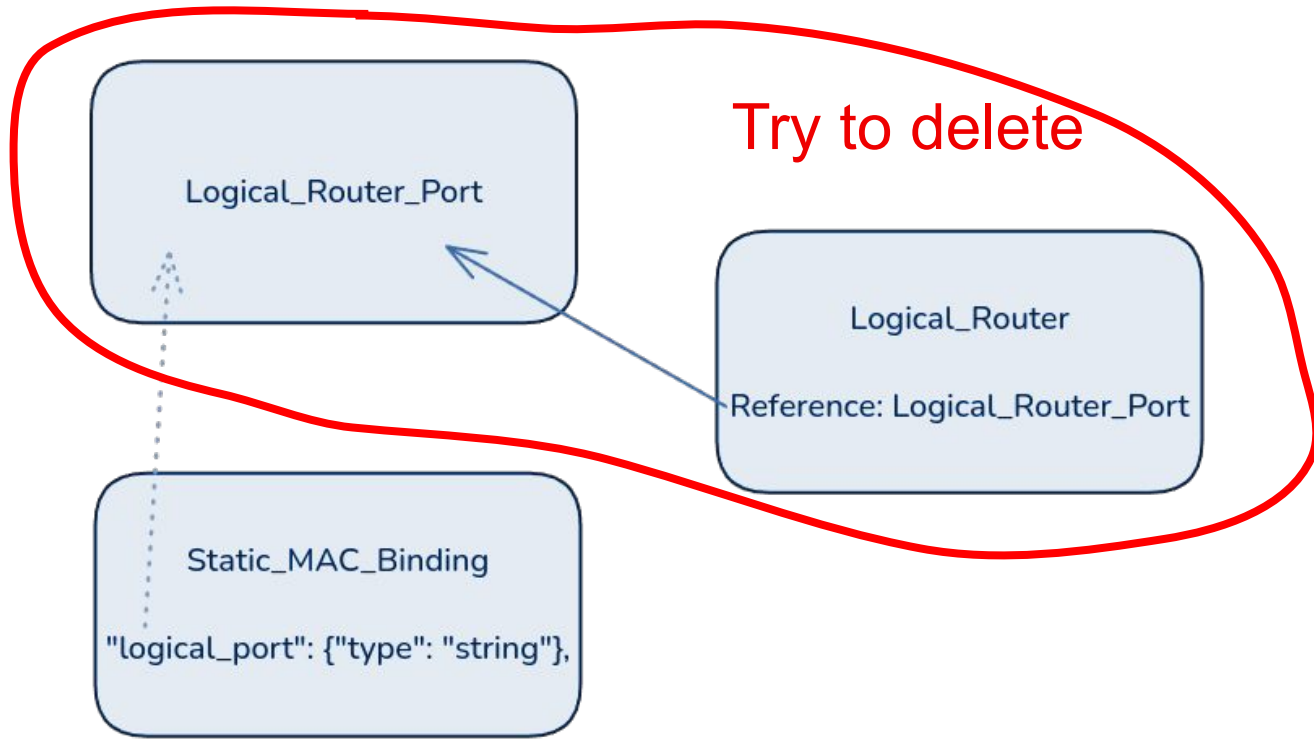 Try to delete
Logical_Router_Port
Logical_Router
Reference: Logical_Router_Port
Static_MAC_Binding
"logical_port": {"type": "string"},